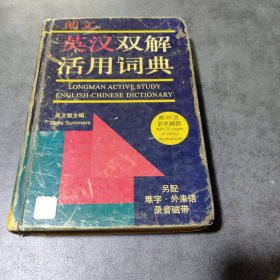 朗文
英汉双解
活用词典
LONGMAN ACTIVE STUDY
ENGLISH-CHINESE DICTIONARY
英文版主编
Della Summers
附20页
彩色插图
with 20 pages
of colour
illustrations
另配
难字·外来语
录音磁带